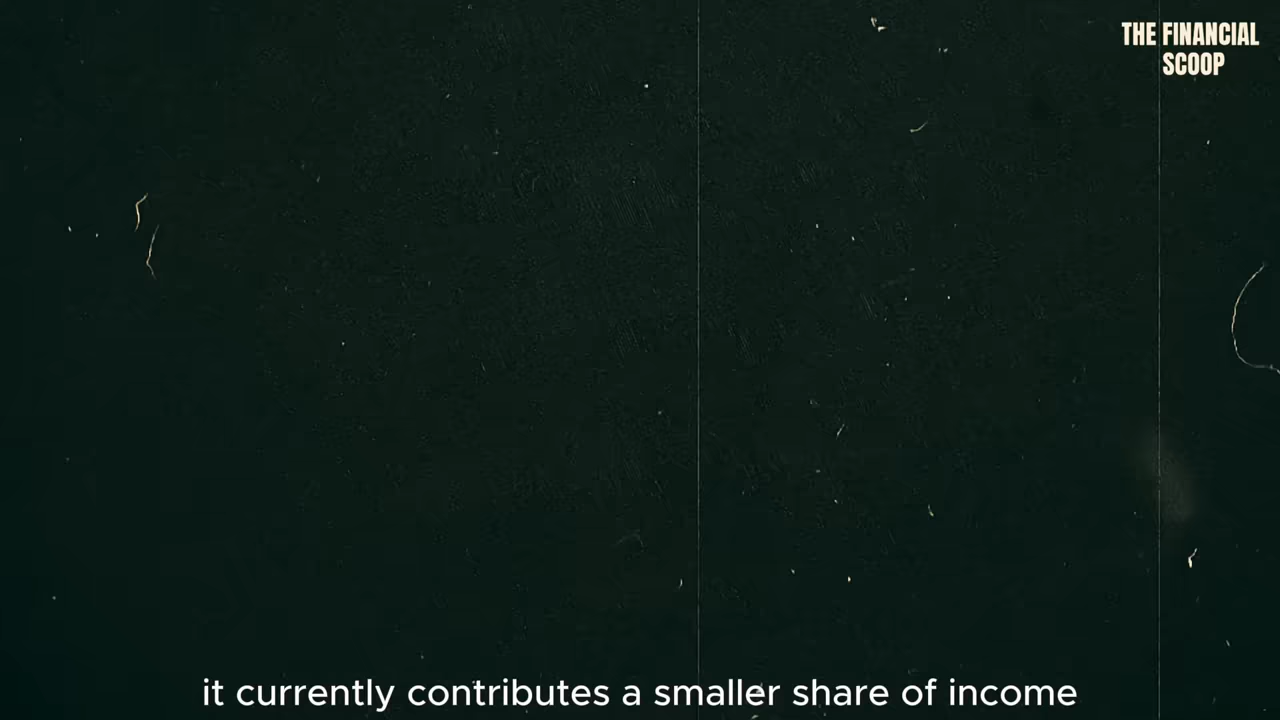 THE FINANCIAL
SCOOP
it currently contributes a smaller share of income